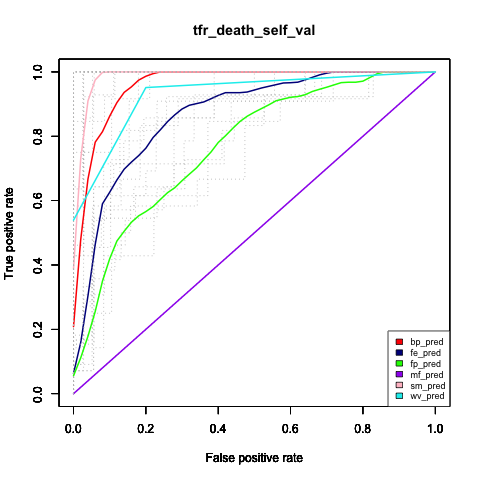 tfr_death_self_val
True positive rate
1.0
0.8
0.6
0.4
0.2
0.0
bp_pred
fe_pred
fp_pred
mf_pred
sm_pred
wv_pred
0.0 0.2 0.4 0.6 0.8 1.0
False positive rate